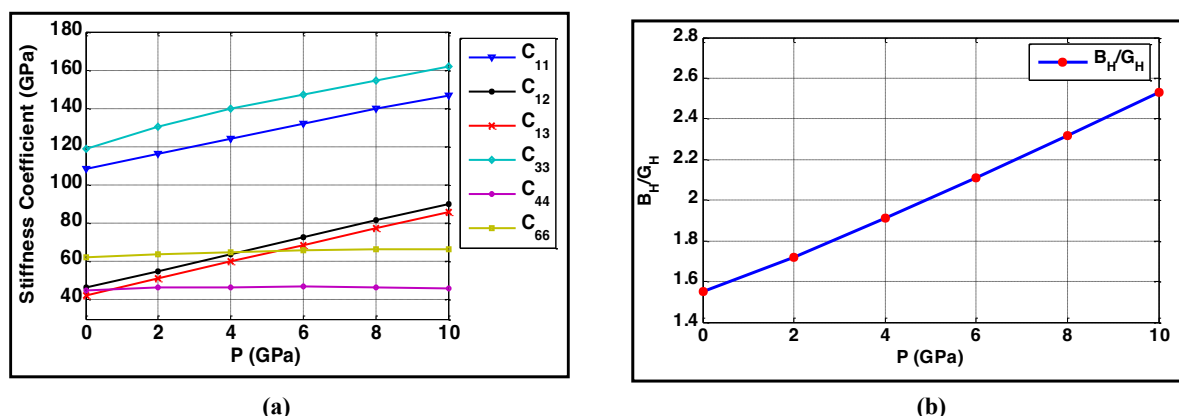 180
160
140
120
100
80
60
40
0 2 4 6 8 10
P (GPa)
Stiffness Coefficient (GPa)
C11
C12
C13
C33
C44
C66
(a)
2.8
2.6
2.4
2.2
2
1.8
1.6
1.4
0 2 4 6 8 10
P (GPa)
BH/GH
BH/GH
(b)